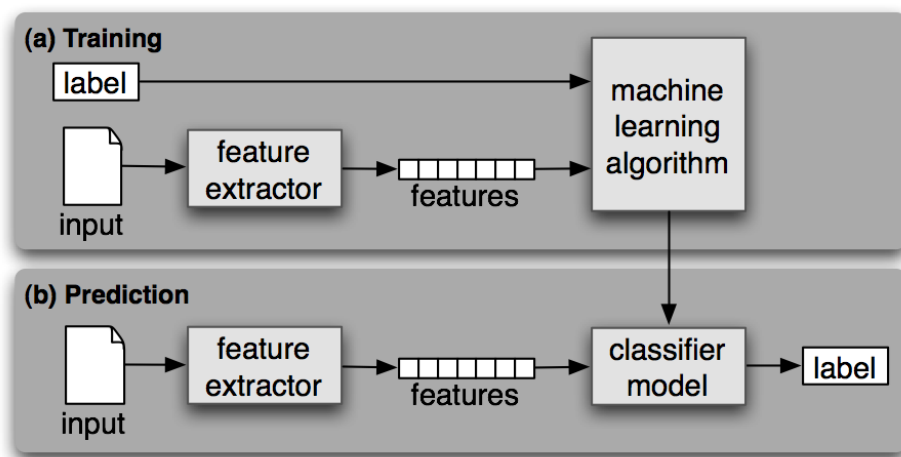 (a) Training
label
machine
learning
algorithm
feature
extractor
features
input
(b) Prediction
feature
extractor
features
input
classifier
model
label